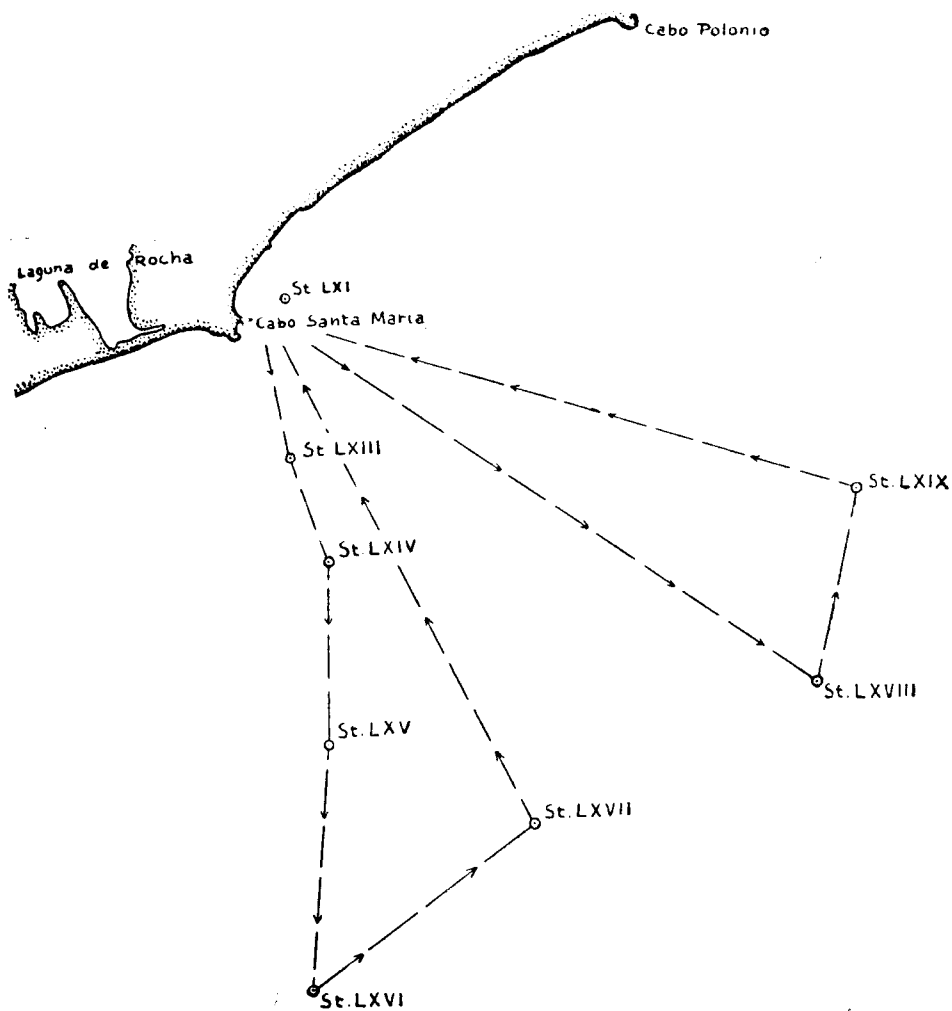 Cabo Polonio
Laguna de Rocha
St LXI
Cabo Santa Maria
St LXIII
St. LXIX
St. LXIV
St. LXVIII
St. LXV
St. LXVII
St. LXVI